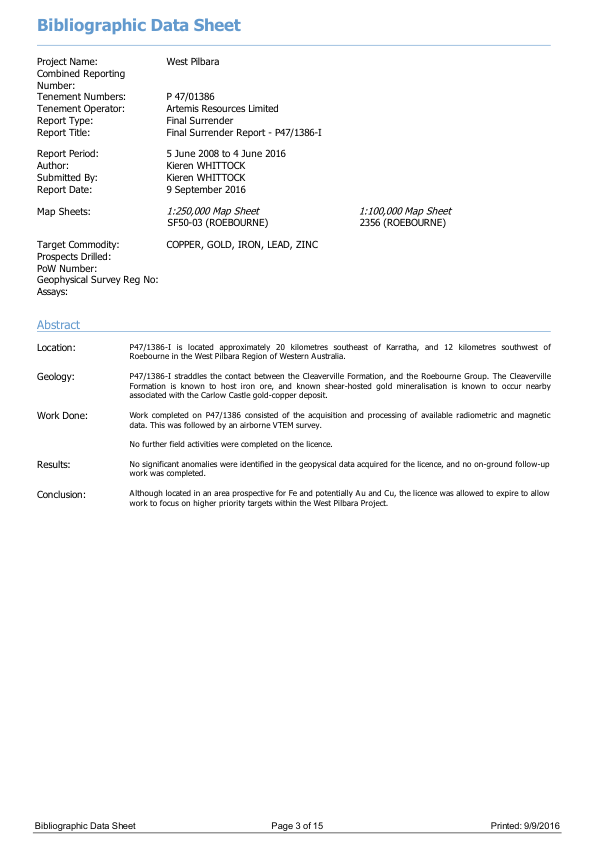 Bibliographic Data Sheet
Project Name: West Pilbara
Combined Reporting
Number:
Tenement Numbers: P 47/01386
Tenement Operator: Artemis Resources Limited
Report Type: Final Surrender
Report Title: Final Surrender Report - P47/1386-I
Report Period: 5 June 2008 to 4 June 2016
Author: Kieren WHITTOCK
Submitted By: Kieren WHITTOCK
Report Date: 9 September 2016
Map Sheets: 1:250,000 Map Sheet 1:100,000 Map Sheet
SF50-03 (ROEBOURNE) 2356 (ROEBOURNE)
Target Commodity: COPPER, GOLD, IRON, LEAD, ZINC
Prospects Drilled:
PoW Number:
Geophysical Survey Reg No:
Assays:
Abstract
Location: P47/1386-I is located approximately 20 kilometres southeast of Karratha, and 12 kilometres southwest of
Roebourne in the West Pilbara Region of Western Australia.
Geology: P47/1386-I straddles the contact between the Cleaverville Formation, and the Roebourne Group. The Cleaverville
Formation is known to host iron ore, and known shear-hosted gold mineralisation is known to occur nearby
associated with the Carlow Castle gold-copper deposit.
Work Done: Work completed on P47/1386 consisted of the acquisition and processing of available radiometric and magnetic
data. This was followed by an airborne VTEM survey.
No further field activities were completed on the licence.
Results: No significant anomalies were identified in the geopysical data acquired for the licence, and no on-ground follow-up
work was completed.
Conclusion: Although located in an area prospective for Fe and potentially Au and Cu, the licence was allowed to expire to allow
work to focus on higher priority targets within the West Pilbara Project.
Bibliographic Data Sheet Page 3 of 15 Printed: 9/9/2016